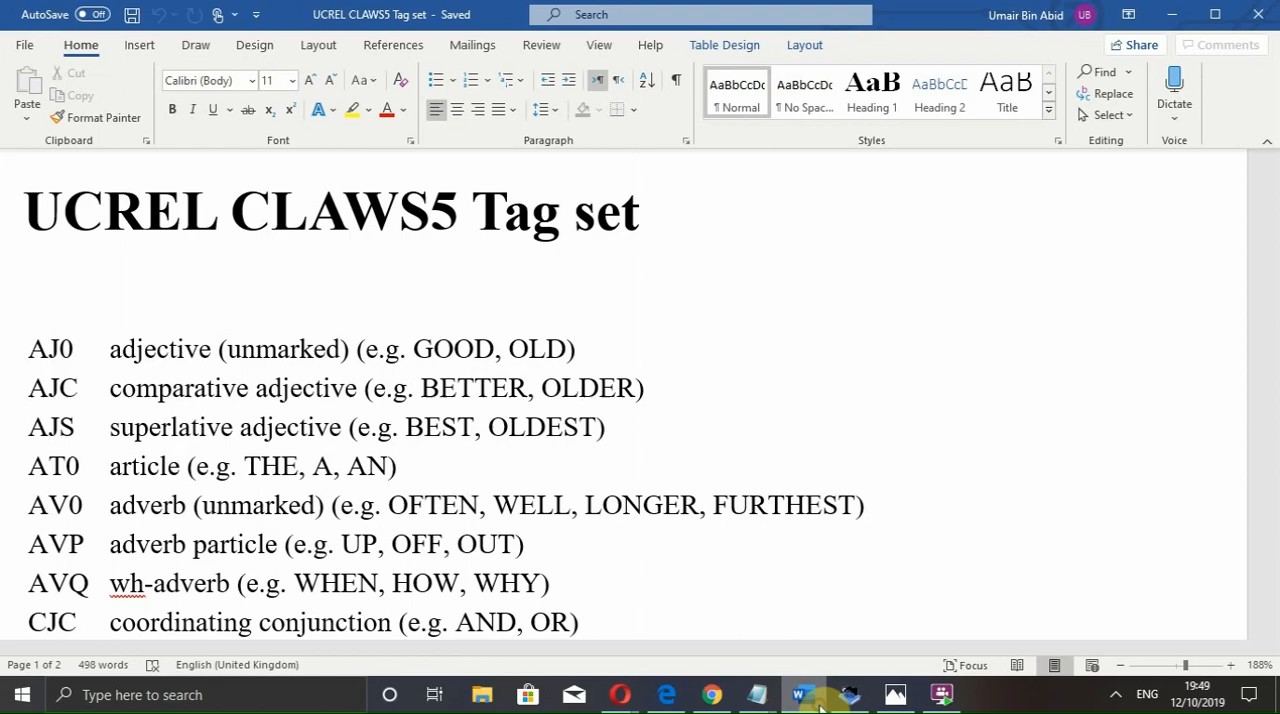 AutoSave Off UCREL CLAWS5 Tag set - Saved Search Umair Bin Abid UB
File Home Insert Draw Design Layout References Mailings Review View Help Table Design Layout Share Comments
Paste Cut Copy Format Painter
Calibri (Body) 11
AaBbCcDc AaBbCcDc AaB AaBbCcC AaB
¶ Normal ¶ No Spac... Heading 1 Heading 2 Title
Find Replace Select Dictate
Clipboard Font Paragraph Styles Editing Voice
UCREL CLAWS5 Tag set
AJ0 adjective (unmarked) (e.g. GOOD, OLD)
AJC comparative adjective (e.g. BETTER, OLDER)
AJS superlative adjective (e.g. BEST, OLDEST)
AT0 article (e.g. THE, A, AN)
AV0 adverb (unmarked) (e.g. OFTEN, WELL, LONGER, FURTHEST)
AVP adverb particle (e.g. UP, OFF, OUT)
AVQ wh-adverb (e.g. WHEN, HOW, WHY)
CJC coordinating conjunction (e.g. AND, OR)
Page 1 of 2 498 words English (United Kingdom) Focus 188%
Type here to search ENG 19:49
12/10/2019